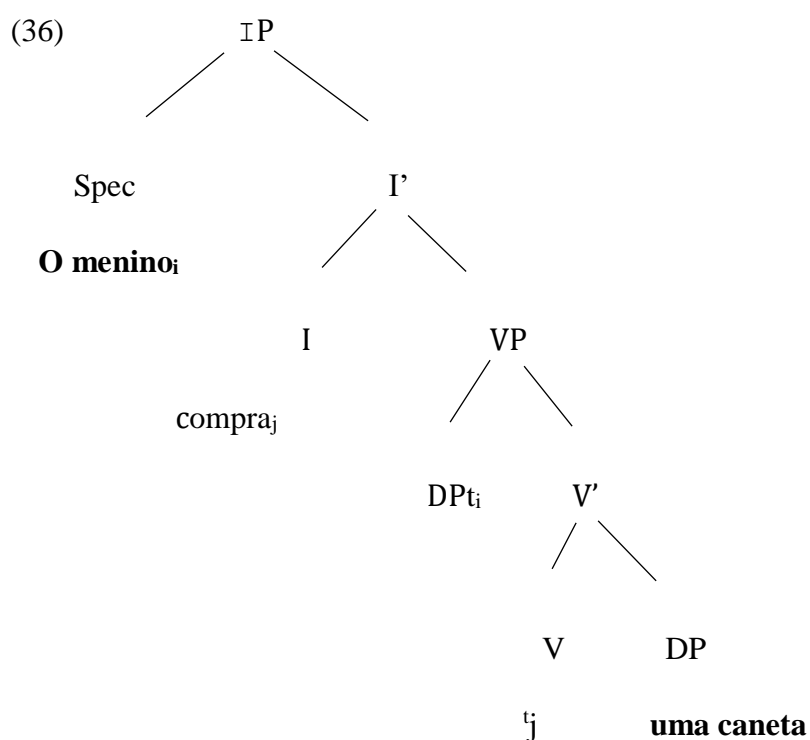 (36) IP
Spec I’
O meninoᵢ
I VP
compraⱼ
DPtᵢ V’
V DP
tj uma caneta